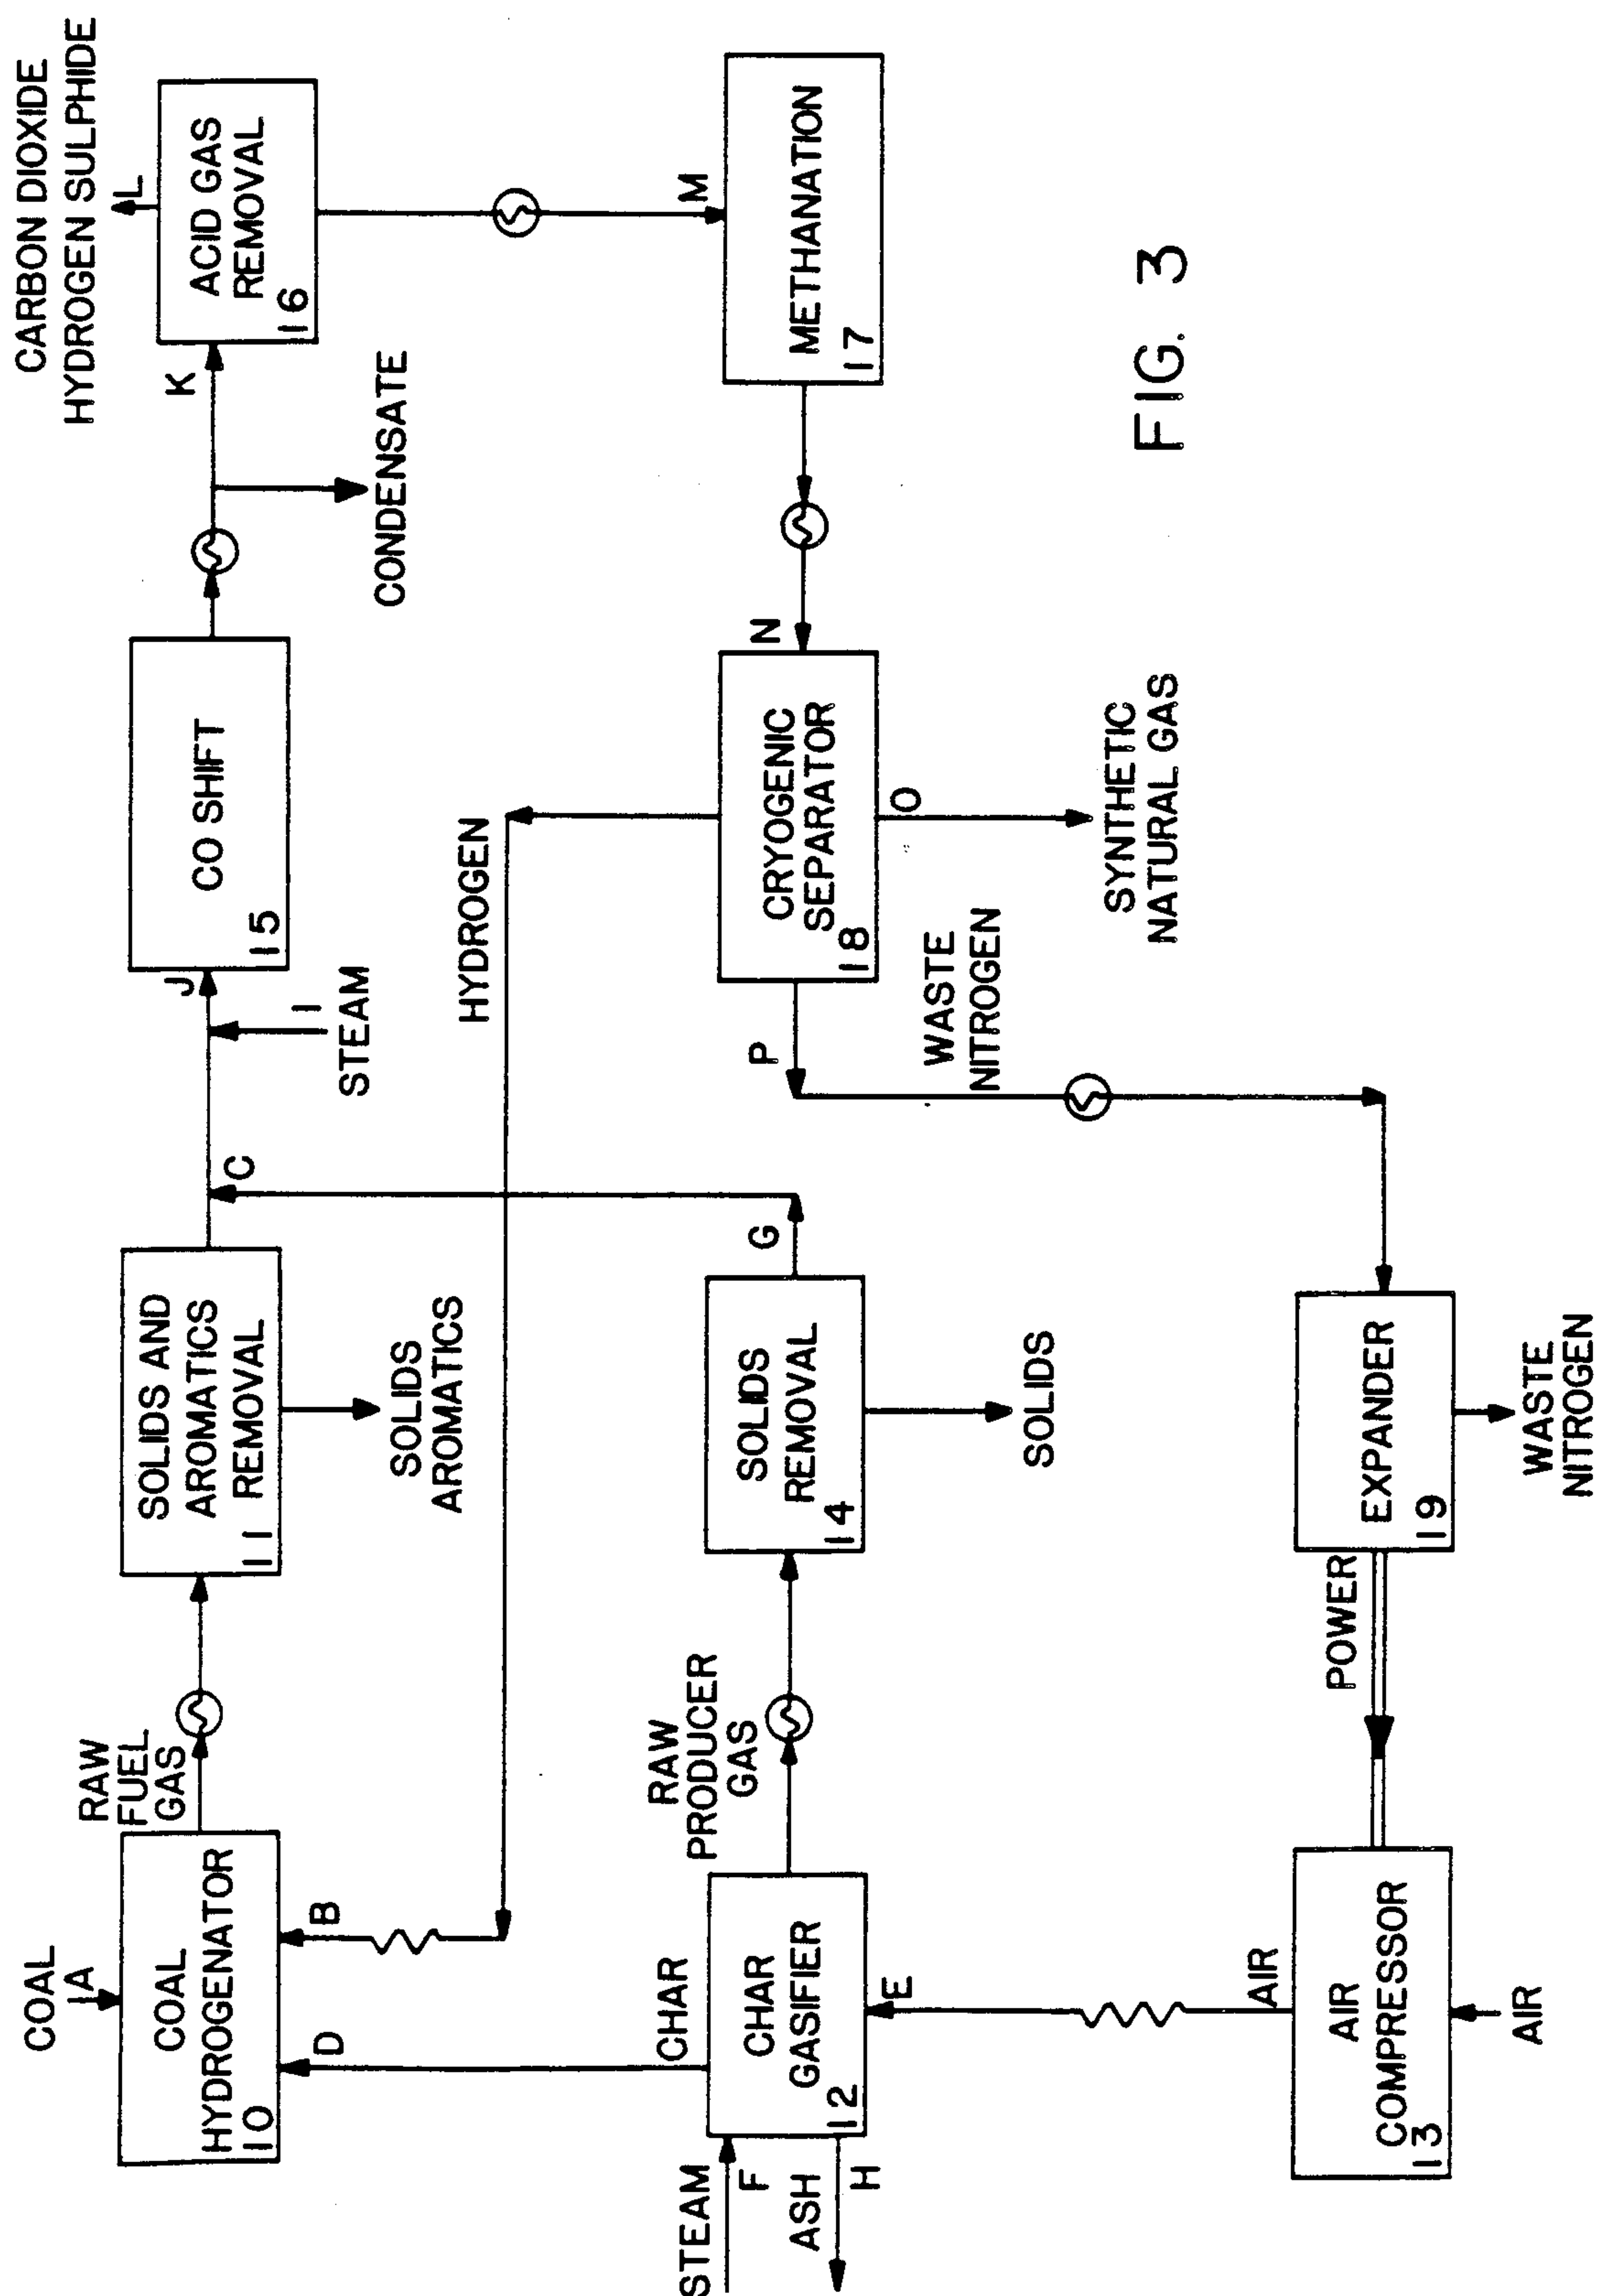 COAL
A
COAL
HYDROGENATOR
10
RAW
FUEL
GAS
SOLIDS AND
AROMATICS
REMOVAL
11
SOLIDS
AROMATICS
C
I
STEAM
J
CO SHIFT
15
CONDENSATE
K
ACID GAS
REMOVAL
16
L
CARBON DIOXIDE
HYDROGEN SULPHIDE
D
B
HYDROGEN
M
STEAM
F
ASH
H
CHAR
CHAR
GASIFIER
12
E
RAW
PRODUCER
GAS
SOLIDS
REMOVAL
14
SOLIDS
G
P
WASTE
NITROGEN
CRYOGENIC
SEPARATOR
18
N
O
SYNTHETIC
NATURAL GAS
METHANATION
17
AIR
AIR
COMPRESSOR
13
AIR
POWER
EXPANDER
19
WASTE
NITROGEN
FIG. 3